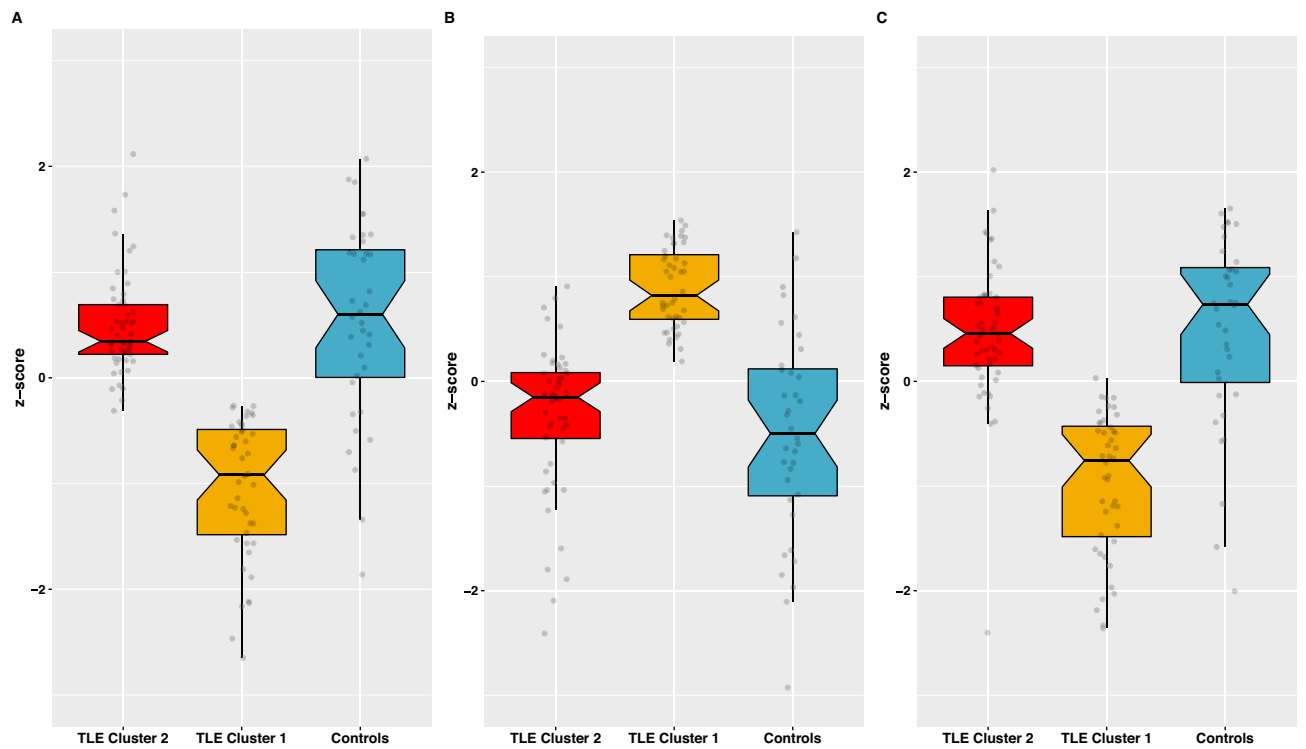 A
B
C
z–score
2
0
−2
TLE Cluster 2
TLE Cluster 1
Controls
z–score
2
0
−2
TLE Cluster 2
TLE Cluster 1
Controls
z–score
2
0
−2
TLE Cluster 2
TLE Cluster 1
Controls